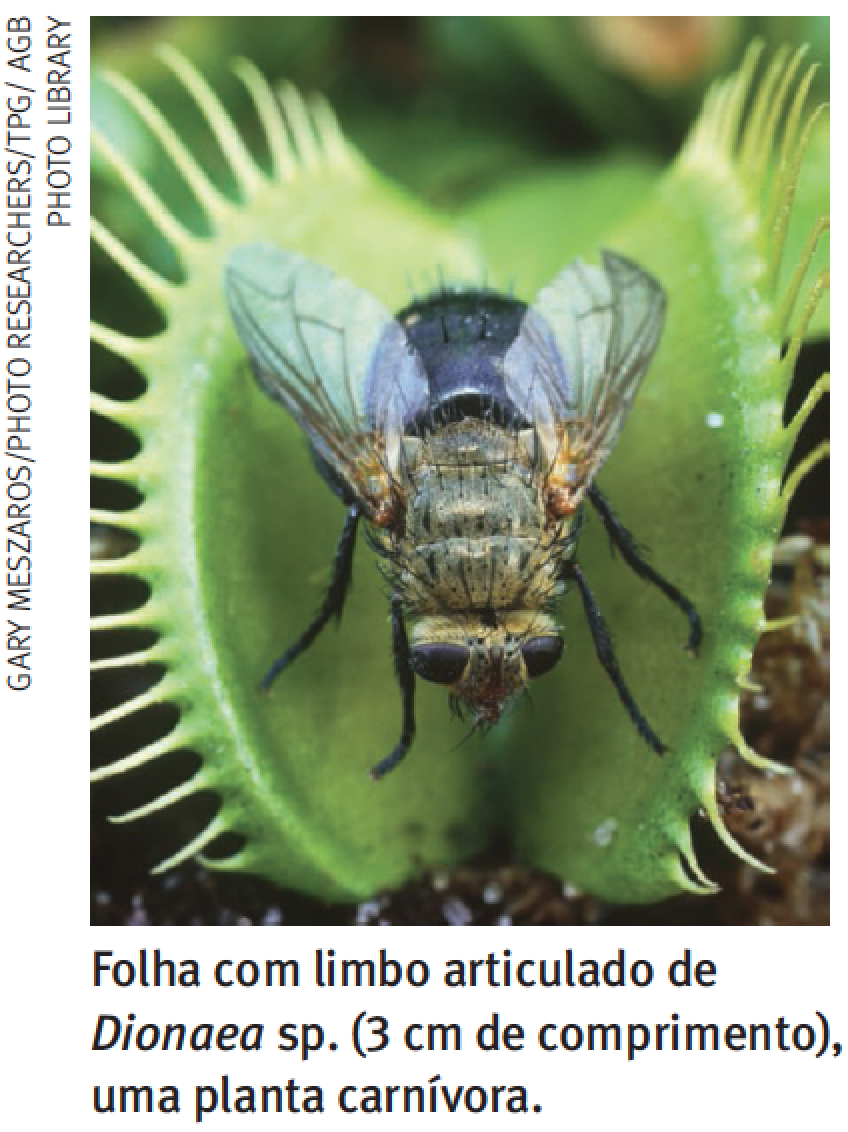 GARY MESZAROS/PHOTO RESEARCHERS/TPG/ AGB
PHOTO LIBRARY
Folha com limbo articulado de
Dionaea sp. (3 cm de comprimento),
uma planta carnívora.